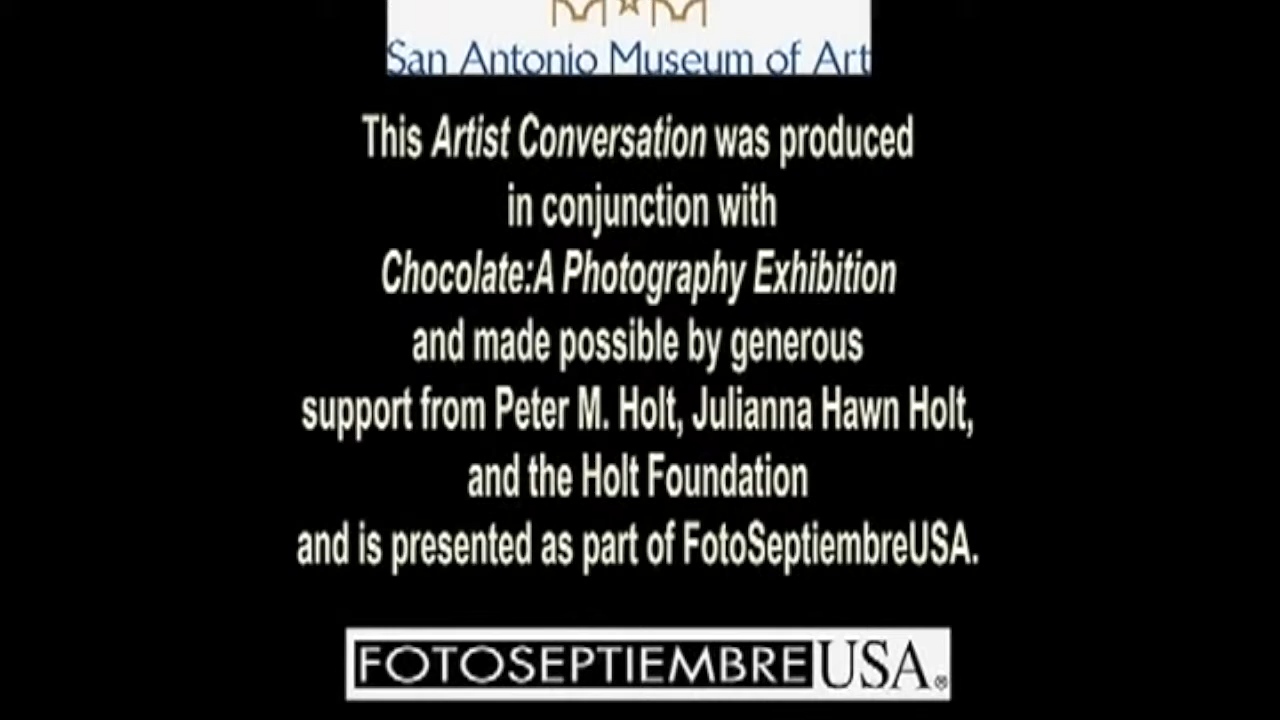 San Antonio Museum of Art
This Artist Conversation was produced
in conjunction with
Chocolate:A Photography Exhibition
and made possible by generous
support from Peter M. Holt, Julianna Hawn Holt,
and the Holt Foundation
and is presented as part of FotoSeptiembreUSA.
FOTOSEPTIEMBREUSA®